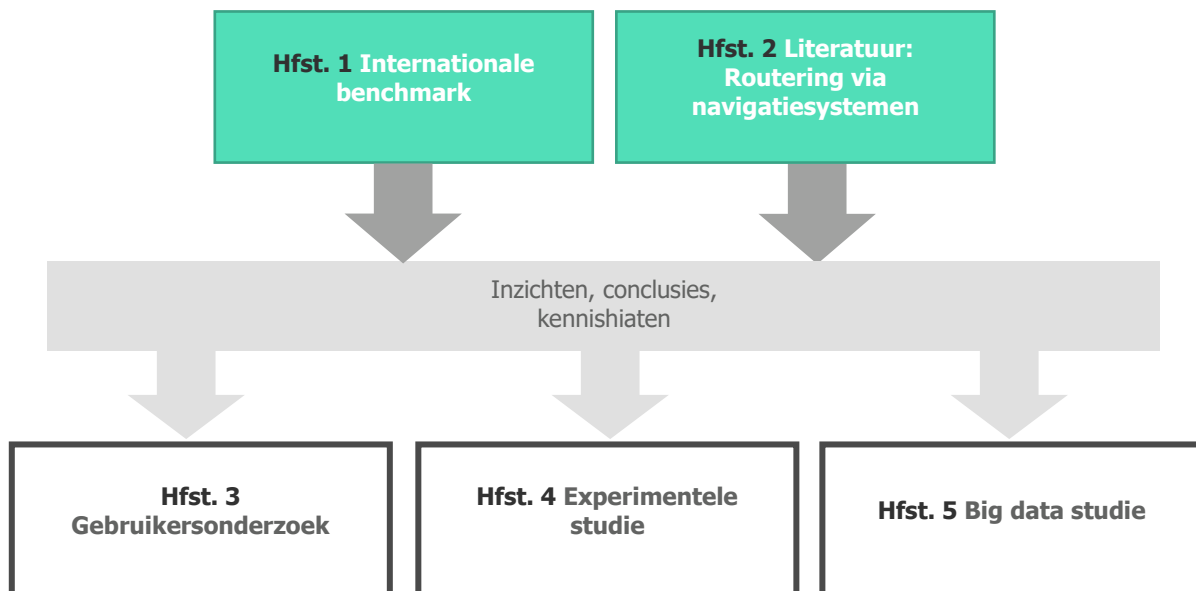 Hfst. 1 Internationale
benchmark
Hfst. 2 Literatuur:
Routering via
navigatiesystemen
Inzichten, conclusies,
kennishiaten
Hfst. 3
Gebruikersonderzoek
Hfst. 4 Experimentele
studie
Hfst. 5 Big data studie